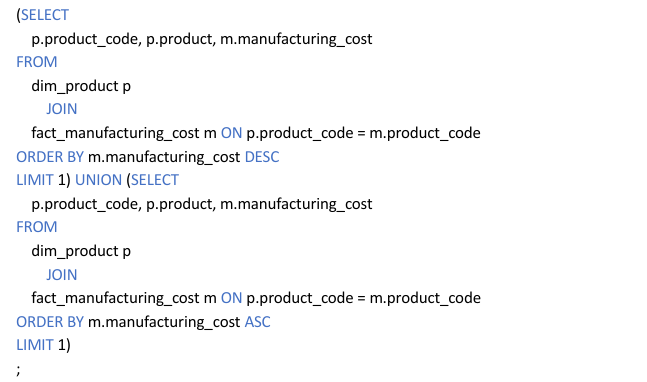 (SELECT
p.product_code, p.product, m.manufacturing_cost
FROM
dim_product p
JOIN
fact_manufacturing_cost m ON p.product_code = m.product_code
ORDER BY m.manufacturing_cost DESC
LIMIT 1) UNION (SELECT
p.product_code, p.product, m.manufacturing_cost
FROM
dim_product p
JOIN
fact_manufacturing_cost m ON p.product_code = m.product_code
ORDER BY m.manufacturing_cost ASC
LIMIT 1)
;